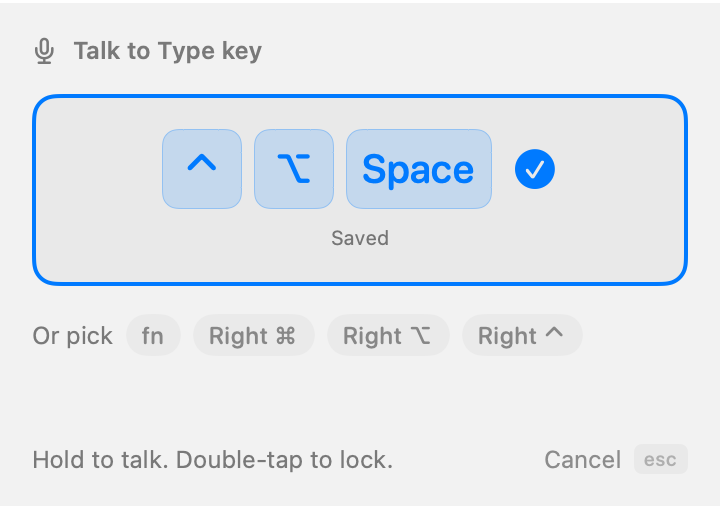 Talk to Type key
^ ⌥ Space
Saved
Or pick fn Right ⌘ Right ⌥ Right ^
Hold to talk. Double-tap to lock. Cancel esc